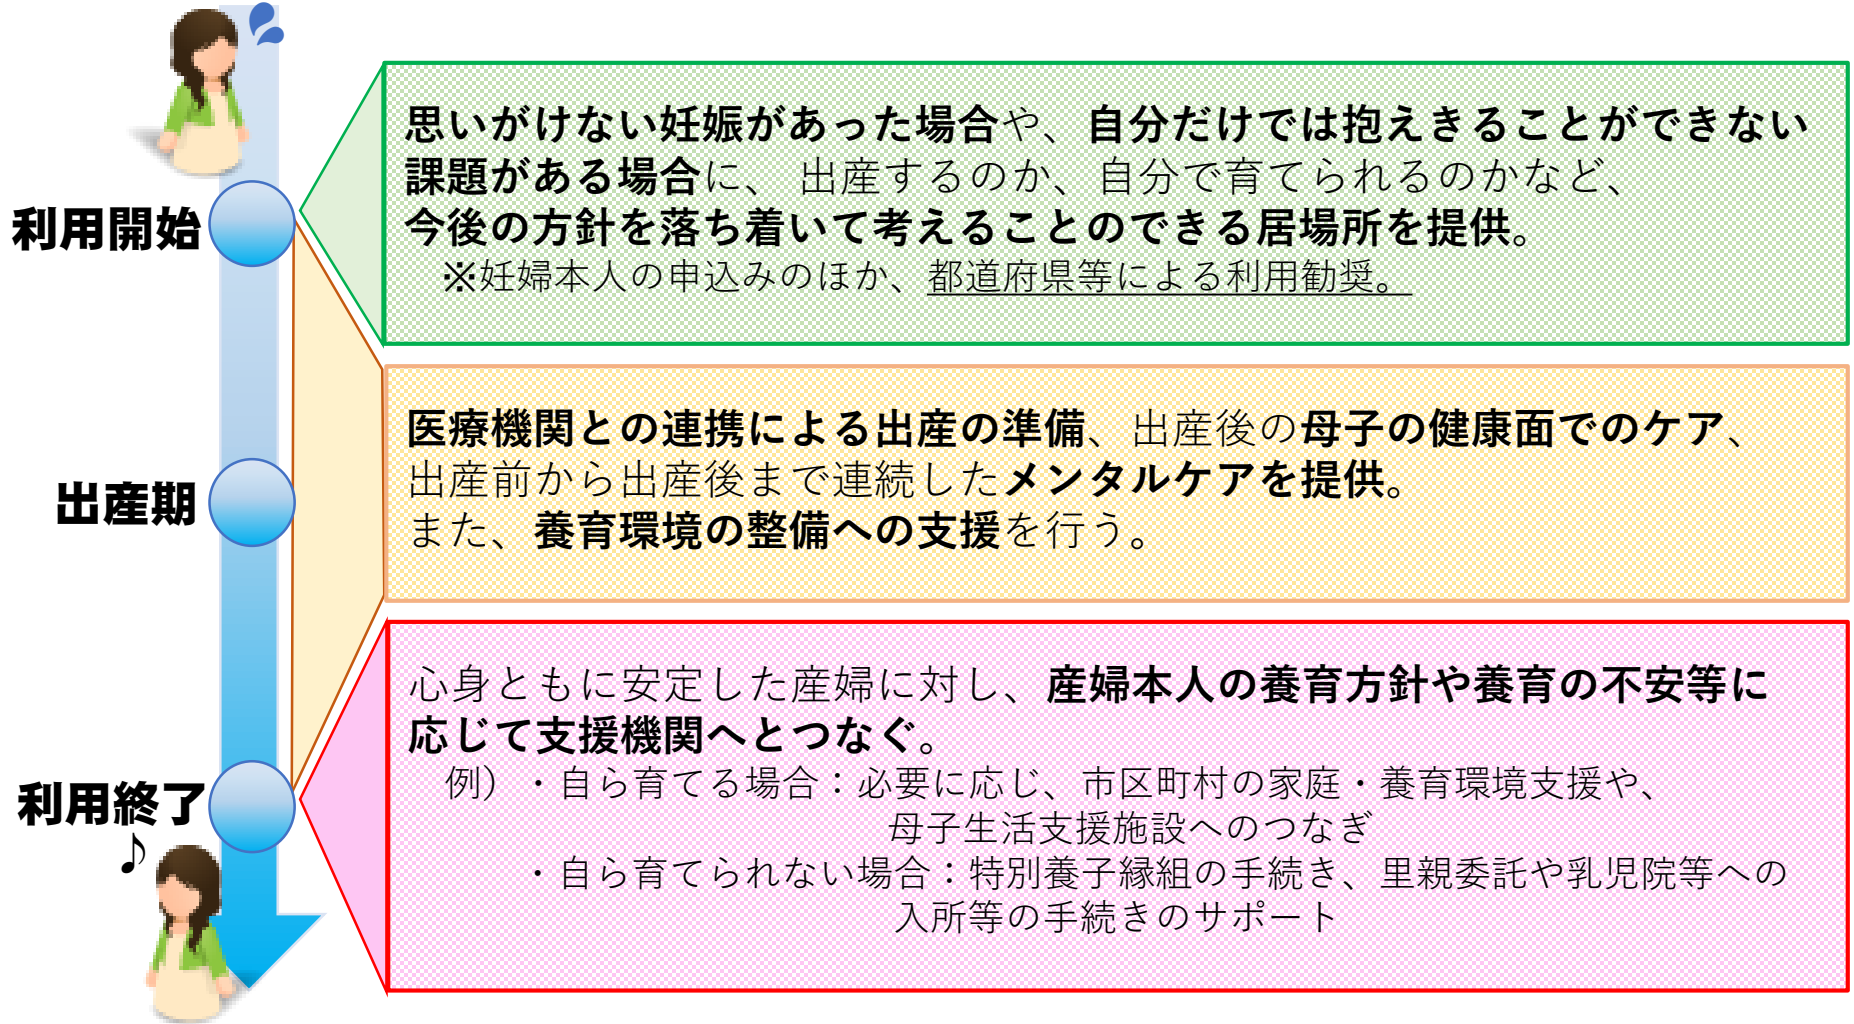 利用開始
思いがけない妊娠があった場合や、自分だけでは抱えきることができない
課題がある場合に、 出産するのか、自分で育てられるのかなど、
今後の方針を落ち着いて考えることのできる居場所を提供。
※妊婦本人の申込みのほか、都道府県等による利用勧奨。
出産期
医療機関との連携による出産の準備、出産後の母子の健康面でのケア、
出産前から出産後まで連続したメンタルケアを提供。
また、養育環境の整備への支援を行う。
利用終了
♪
心身ともに安定した産婦に対し、産婦本人の養育方針や養育の不安等に
応じて支援機関へとつなぐ。
例）・自ら育てる場合：必要に応じ、市区町村の家庭・養育環境支援や、
母子生活支援施設へのつなぎ
・自ら育てられない場合：特別養子縁組の手続き、里親委託や乳児院等への
入所等の手続きのサポート